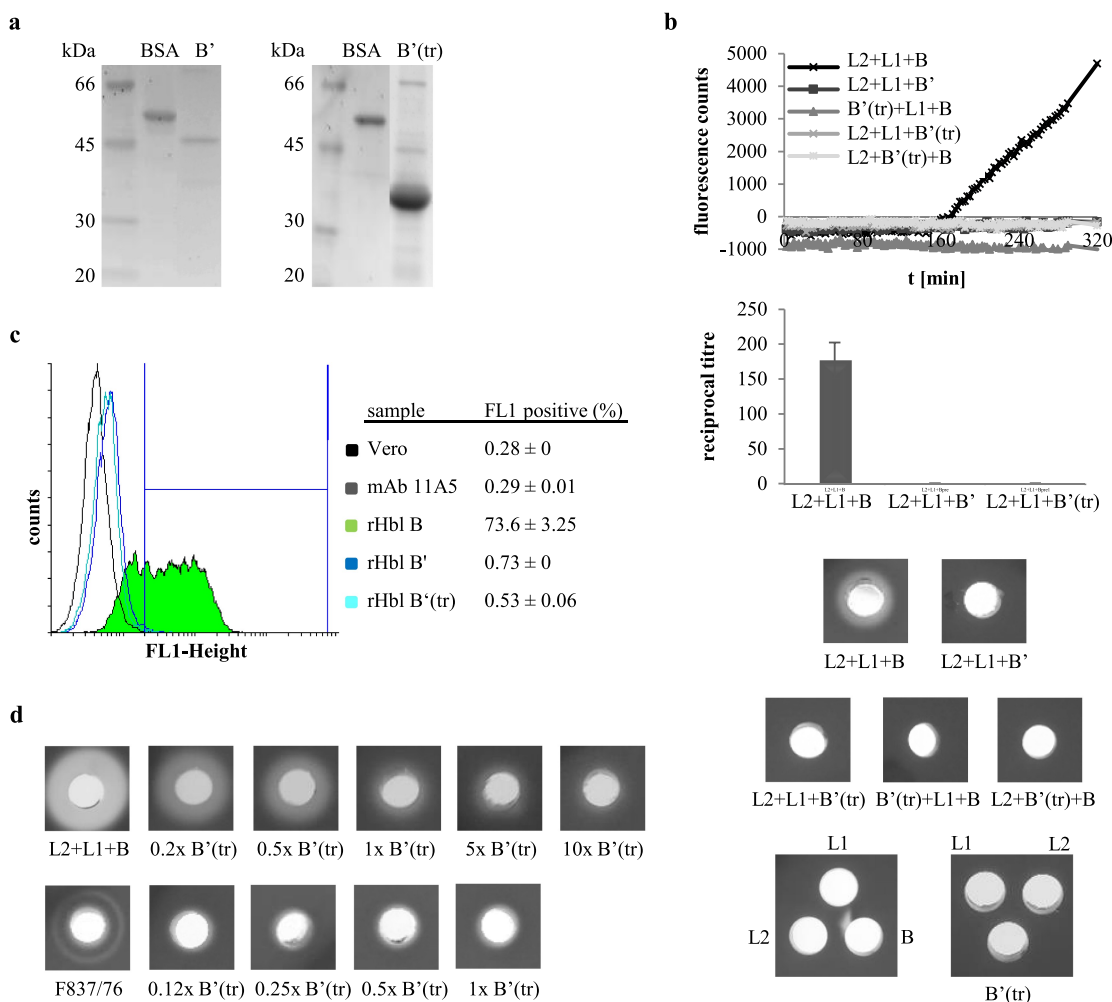 a
kDa BSA B’
66
45
30
20
kDa BSA B’(tr)
66
45
30
20
b
fluorescence counts
5000
4000
3000
2000
1000
0
-1000
0 80 160 240 320
t [min]
L2+L1+B
L2+L1+B’
B’(tr)+L1+B
L2+L1+B’(tr)
L2+B’(tr)+B
reciprocal titre
250
200
150
100
50
0
L2+L1+B L2+L1+Bpre
L2+L1+B L2+L1+B’ L2+L1+B’(tr)
L2+L1+B L2+L1+B’
L2+L1+B’(tr) B’(tr)+L1+B L2+B’(tr)+B
L1
L2 B
L1 L2
B’(tr)
c
counts
FL1-Height
sample FL1 positive (%)
Vero 0.28 ± 0
mAb 11A5 0.29 ± 0.01
rHbl B 73.6 ± 3.25
rHbl B' 0.73 ± 0
rHbl B‘(tr) 0.53 ± 0.06
d
L2+L1+B 0.2x B’(tr) 0.5x B’(tr) 1x B’(tr) 5x B’(tr) 10x B’(tr)
F837/76 0.12x B’(tr) 0.25x B’(tr) 0.5x B’(tr) 1x B’(tr)